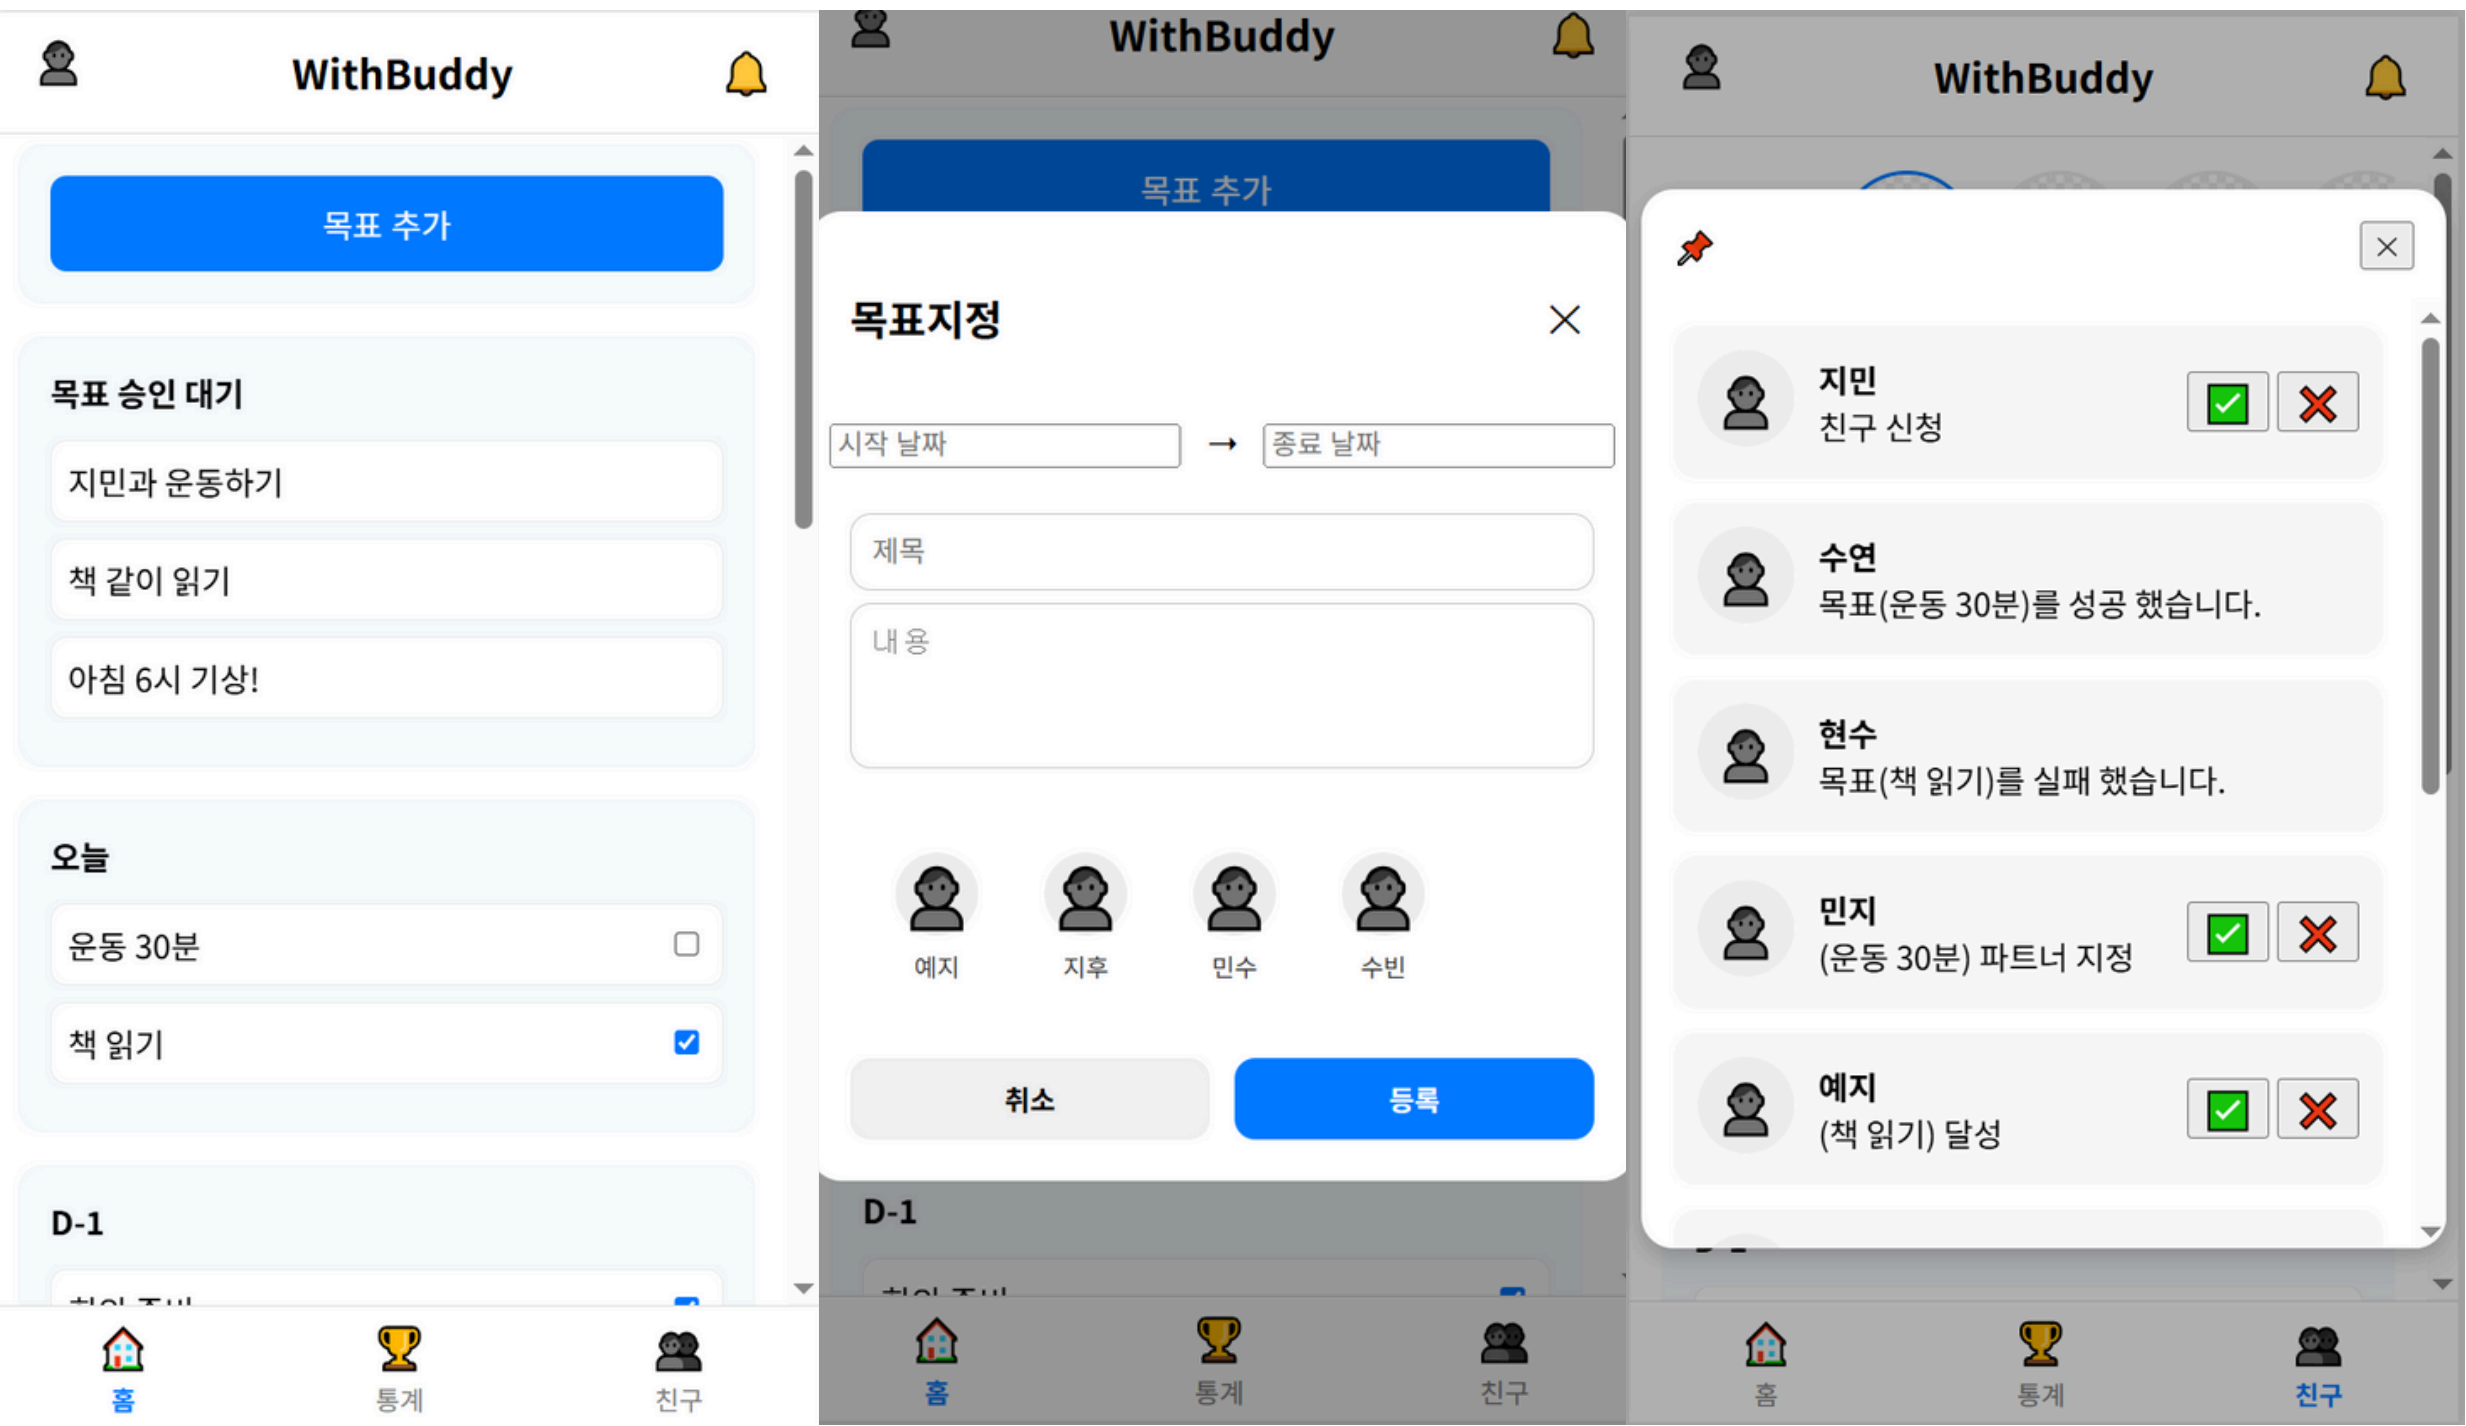 WithBuddy
목표 추가
목표 승인 대기
지민과 운동하기
책 같이 읽기
아침 6시 기상!
오늘
운동 30분
책 읽기
D-1
홈
통계
친구
WithBuddy
목표 추가
목표지정
시작 날짜 → 종료 날짜
제목
내용
예지 지후 민수 수빈
취소 등록
D-1
홈
통계
친구
WithBuddy
지민
친구 신청
수연
목표(운동 30분)를 성공 했습니다.
현수
목표(책 읽기)를 실패 했습니다.
민지
(운동 30분) 파트너 지정
예지
(책 읽기) 달성
홈
통계
친구